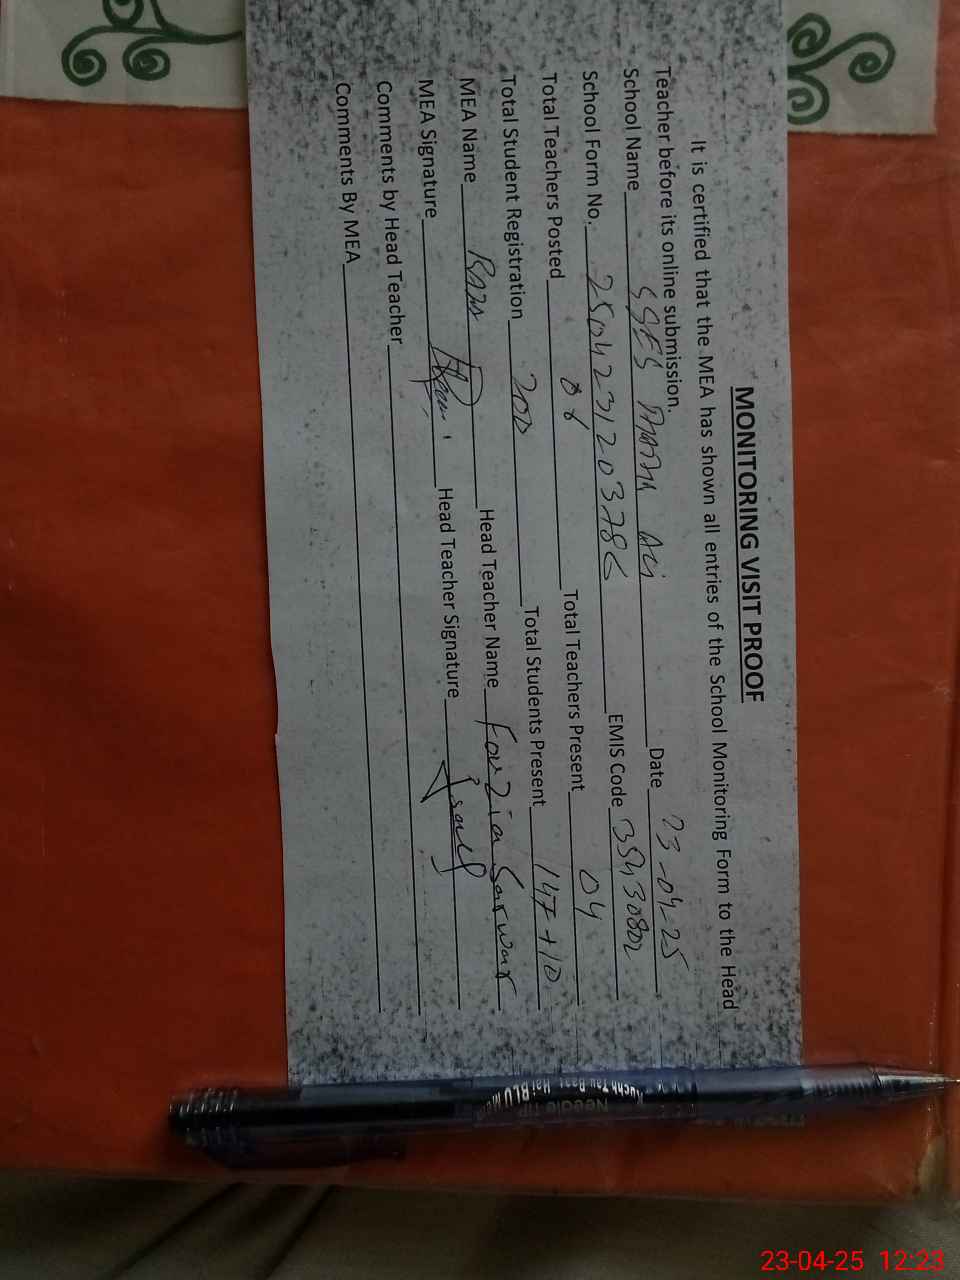 MONITORING VISIT PROOF
It is certified that the MEA has shown all entries of the School Monitoring Form to the Head
Teacher before its online submission.
School Name Date 23-04-25
School Form No. EMIS Code 35430802
Total Teachers Posted 06 Total Teachers Present 04
Total Student Registration 200 Total Students Present 147+10
MEA Name Raza Head Teacher Name Fouzia Sarwar
MEA Signature Head Teacher Signature
Comments by Head Teacher
Comments By MEA
Needle Tip
23-04-25 12:23